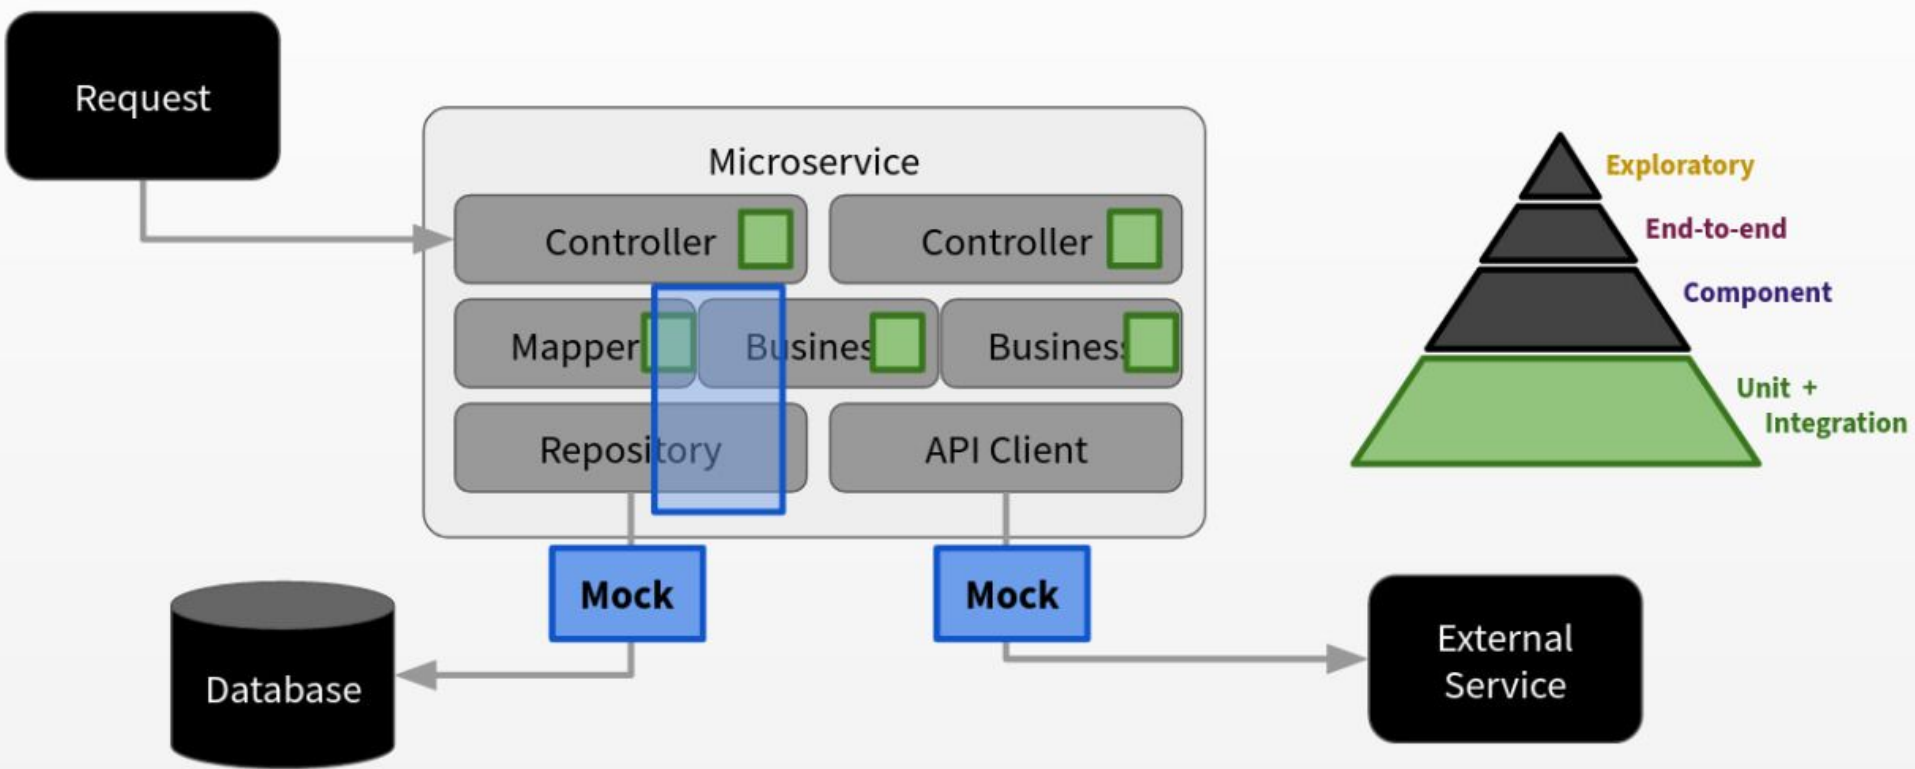 Request
Microservice
Controller
Controller
Mapper
Busines
Business
Repository
API Client
Mock
Mock
Database
External
Service
Exploratory
End-to-end
Component
Unit +
Integration